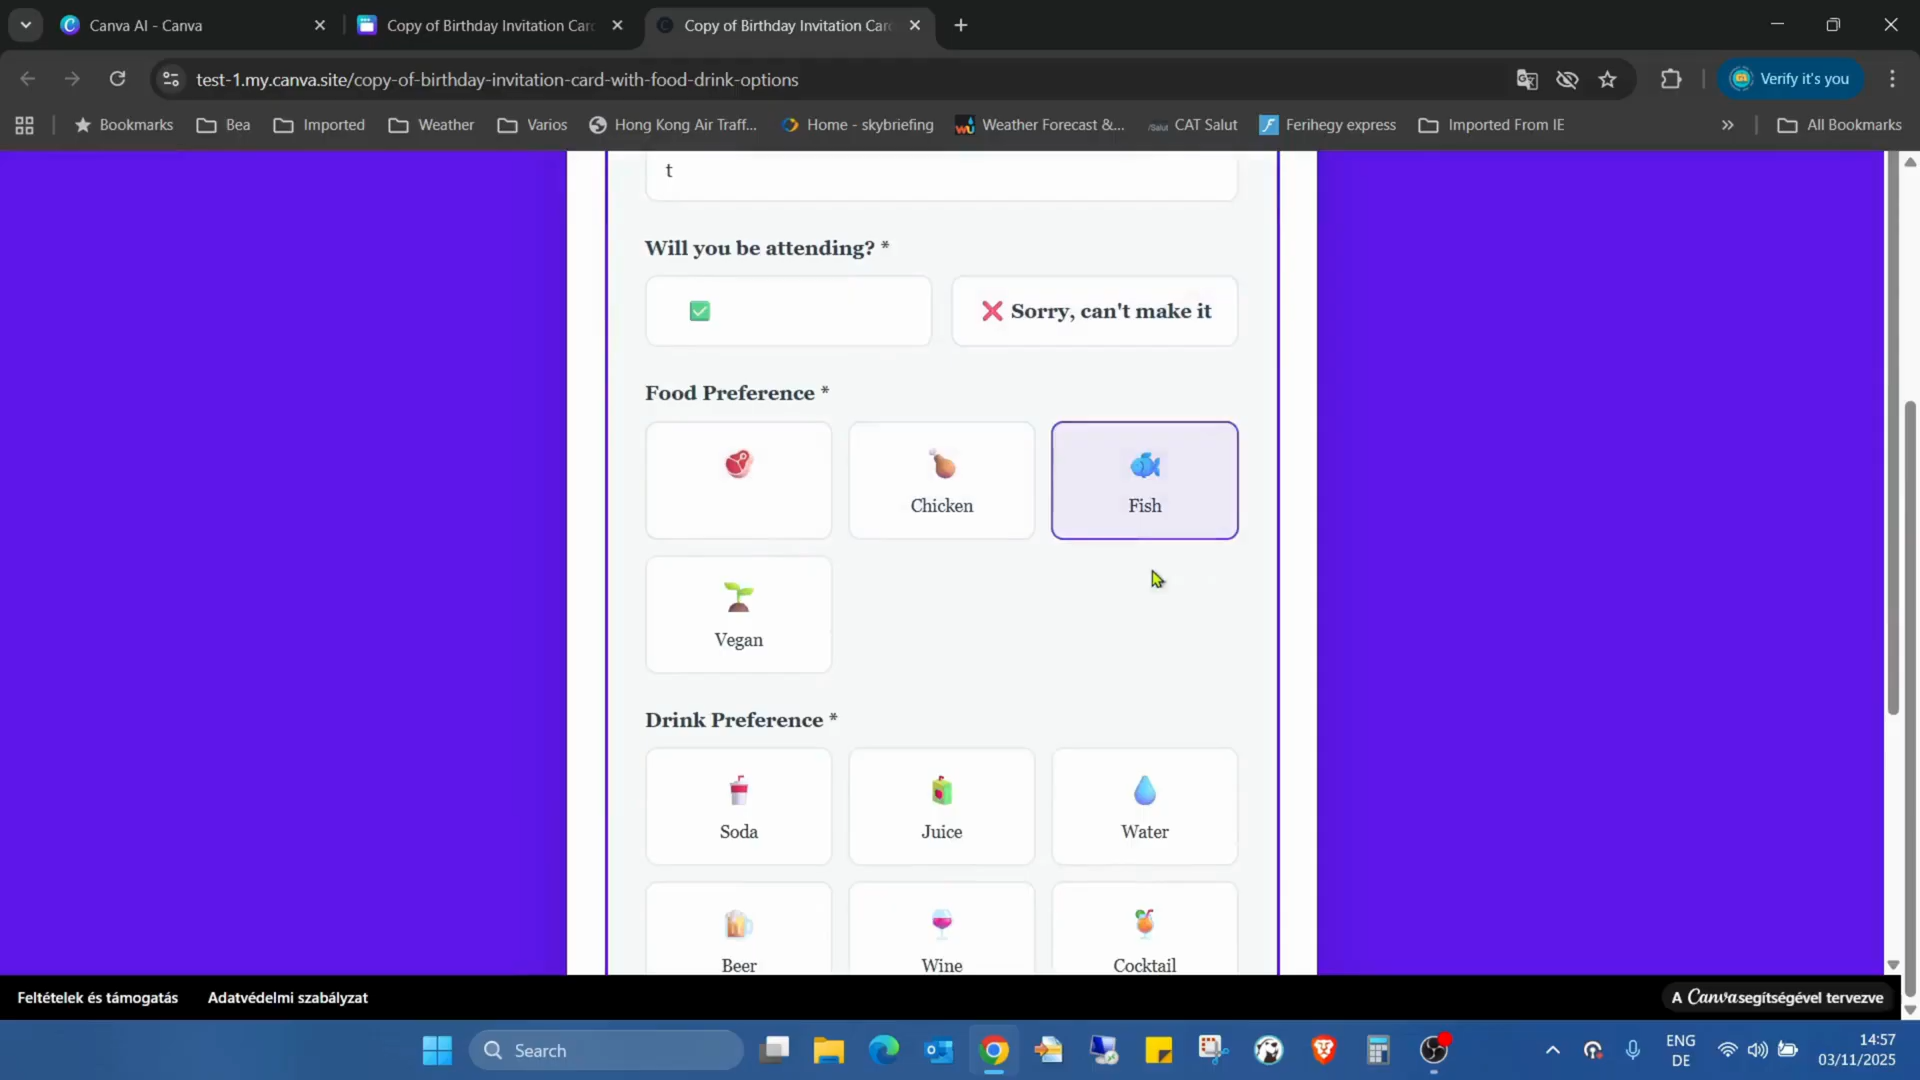 Canva AI - Canva
Copy of Birthday Invitation Car
Copy of Birthday Invitation Car
test-1.my.canva.site/copy-of-birthday-invitation-card-with-food-drink-options
Verify it's you
Bookmarks
Bea
Imported
Weather
Varios
Hong Kong Air Traff...
Home - skybriefing
Weather Forecast &...
CAT Salut
Ferihegy express
Imported From IE
»
All Bookmarks
t
Will you be attending? *
Sorry, can't make it
Food Preference *
Chicken
Fish
Vegan
Drink Preference *
Soda
Juice
Water
Beer
Wine
Cocktail
Feltételek és támogatás
Adatvédelmi szabályzat
A Canva segítségével tervezve
Search
ENG
DE
14:57
03/11/2025